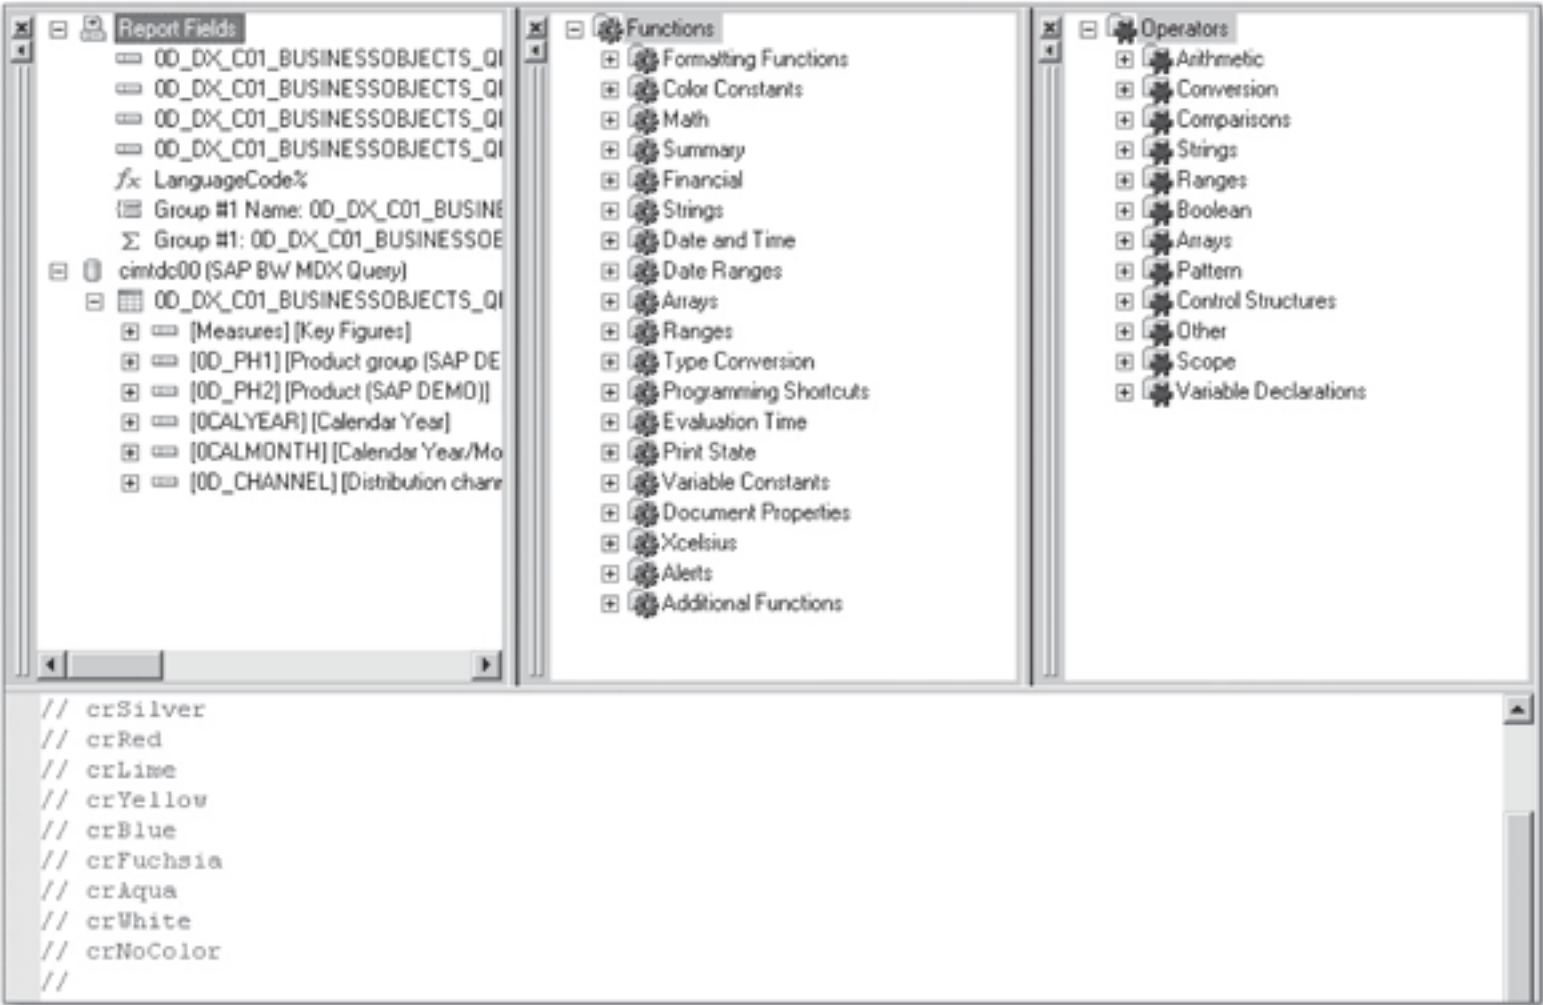 Report Fields
0D_DX_C01_BUSINESSOBJECTS_QI
0D_DX_C01_BUSINESSOBJECTS_QI
0D_DX_C01_BUSINESSOBJECTS_QI
0D_DX_C01_BUSINESSOBJECTS_QI
LanguageCode%
Group #1 Name: 0D_DX_C01_BUSINE
Group #1: 0D_DX_C01_BUSINESSOE
cimtdc00 (SAP BW MDX Query)
0D_DX_C01_BUSINESSOBJECTS_QI
[Measures] [Key Figures]
[0D_PH1] [Product group (SAP DE
[0D_PH2] [Product (SAP DEMO)]
[0CALYEAR] [Calendar Year]
[0CALMONTH] [Calendar Year/Mo
[0D_CHANNEL] [Distribution chan
Functions
Formatting Functions
Color Constants
Math
Summary
Financial
Strings
Date and Time
Date Ranges
Arrays
Ranges
Type Conversion
Programming Shortcuts
Evaluation Time
Print State
Variable Constants
Document Properties
Xcelsius
Alerts
Additional Functions
Operators
Arithmetic
Conversion
Comparisons
Strings
Ranges
Boolean
Arrays
Pattern
Control Structures
Other
Scope
Variable Declarations
// crSilver
// crRed
// crLime
// crYellow
// crBlue
// crFuchsia
// crAqua
// crWhite
// crNoColor
//